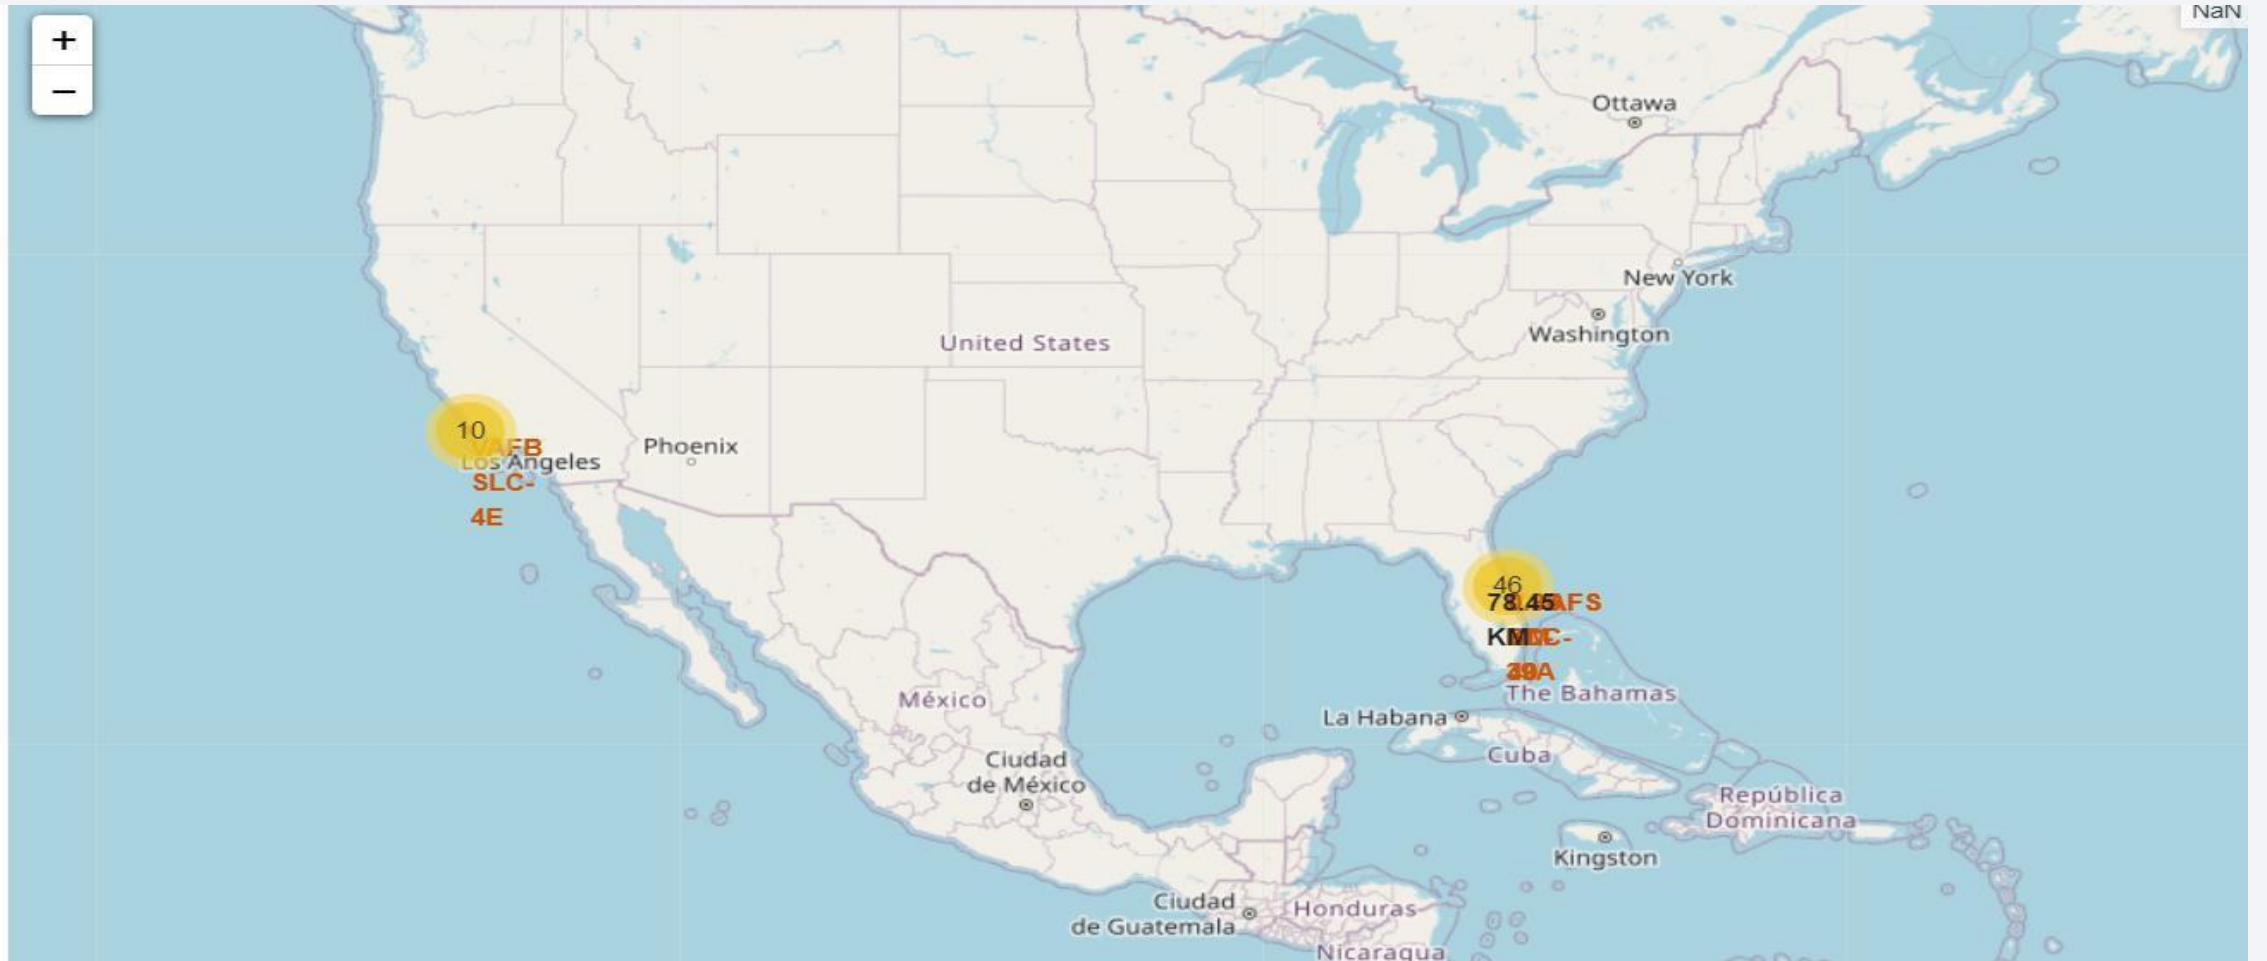 +
−
NaN
Ottawa
New York
Washington
United States
10
VAFB
SLC-
4E
Los Angeles
Phoenix
46
78.45
KM
The Bahamas
México
La Habana
Cuba
Ciudad
de México
República
Dominicana
Kingston
Ciudad
de Guatemala
Honduras
Nicaragua